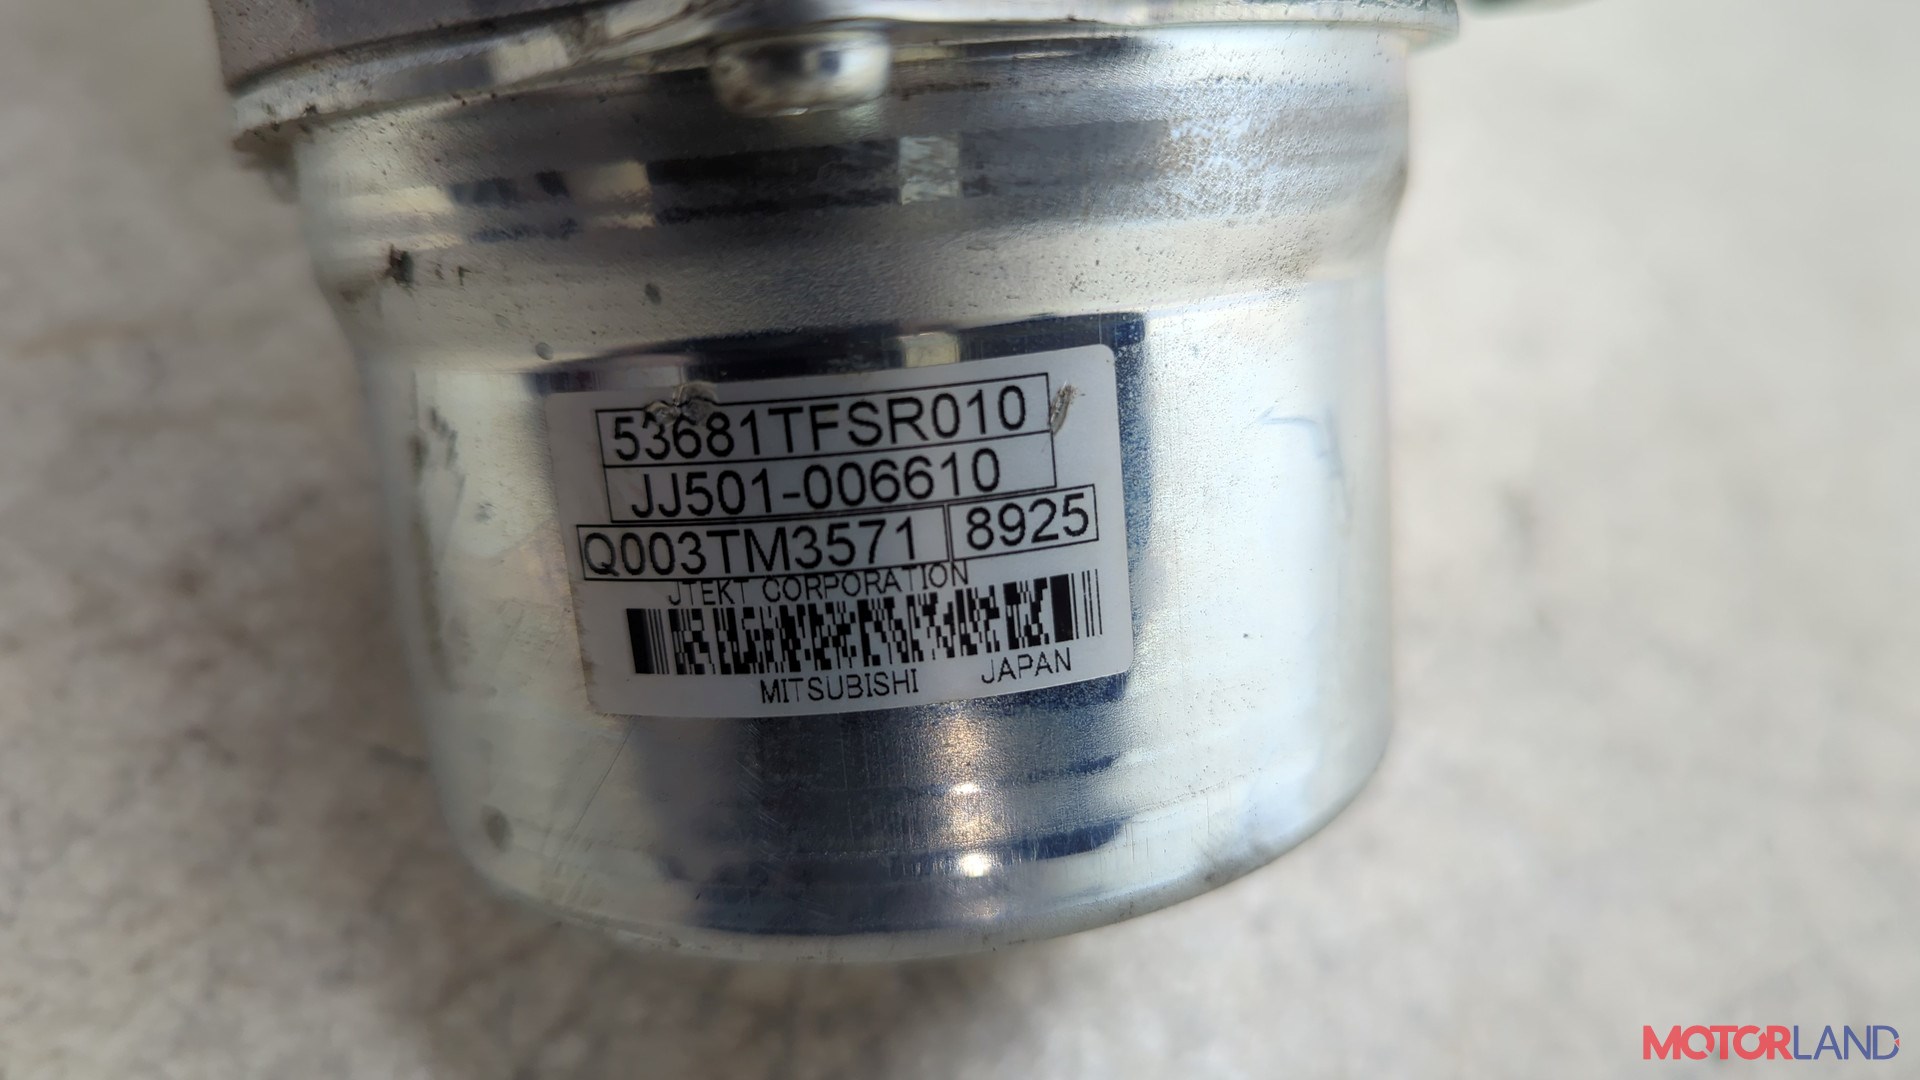 53681TFSR010
JJ501-006610
Q003TM3571 8925
JTEKT CORPORATION
MITSUBISHI JAPAN
MOTORLAND